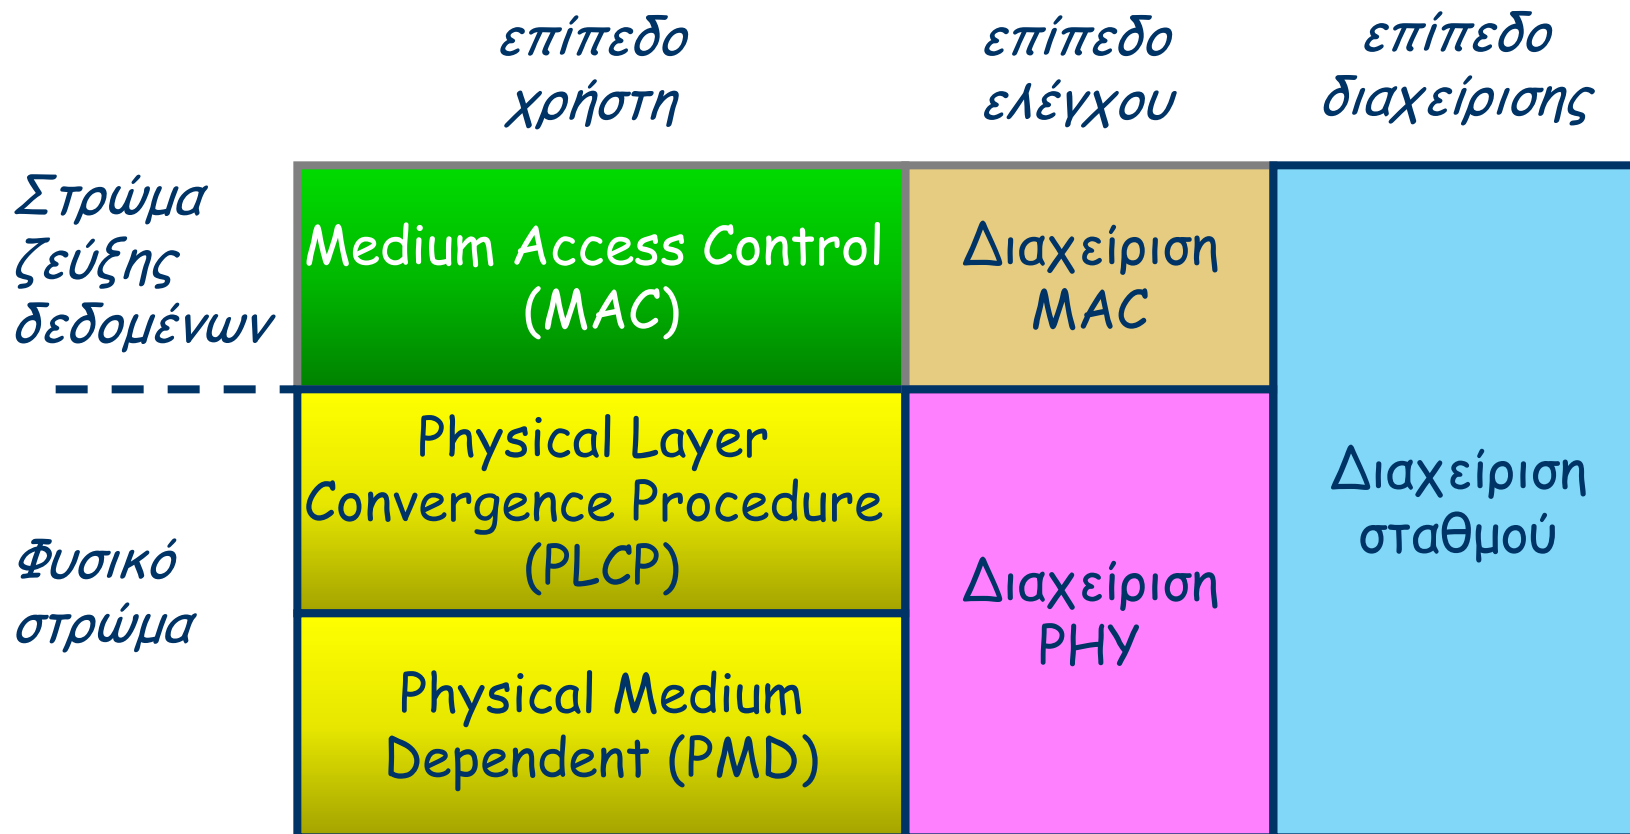 επίπεδο
χρήστη
επίπεδο
ελέγχου
επίπεδο
διαχείρισης
Στρώμα
ζεύξης
δεδομένων
Medium Access Control
(MAC)
Διαχείριση
MAC
Physical Layer
Convergence Procedure
(PLCP)
Διαχείριση
σταθμού
Φυσικό
στρώμα
Διαχείριση
PHY
Physical Medium
Dependent (PMD)